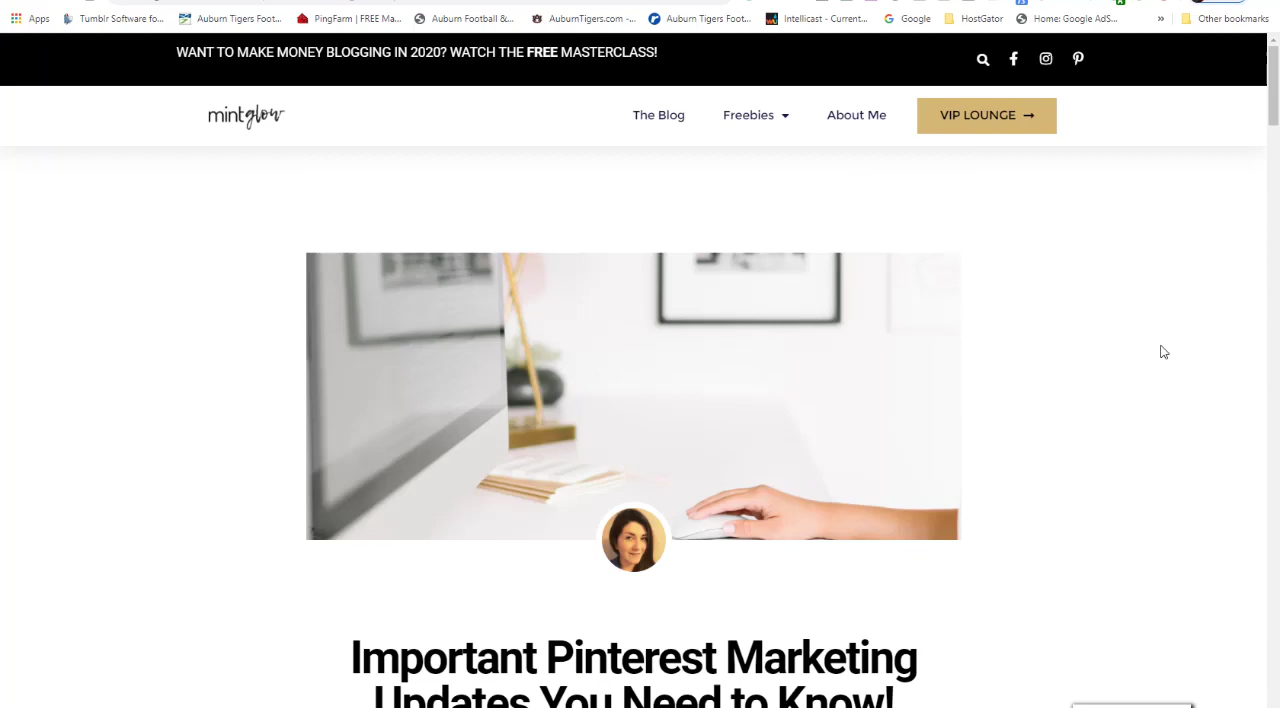 Apps Tumblr Software fo... Auburn Tigers Foot... PingFarm | FREE Ma... Auburn Football &... AuburnTigers.com -... Auburn Tigers Foot... Intellicast - Current... Google HostGator Home: Google AdS... » Other bookmarks
WANT TO MAKE MONEY BLOGGING IN 2020? WATCH THE FREE MASTERCLASS!
mintglow The Blog Freebies About Me VIP LOUNGE →
Important Pinterest Marketing
Updates You Need to Know!